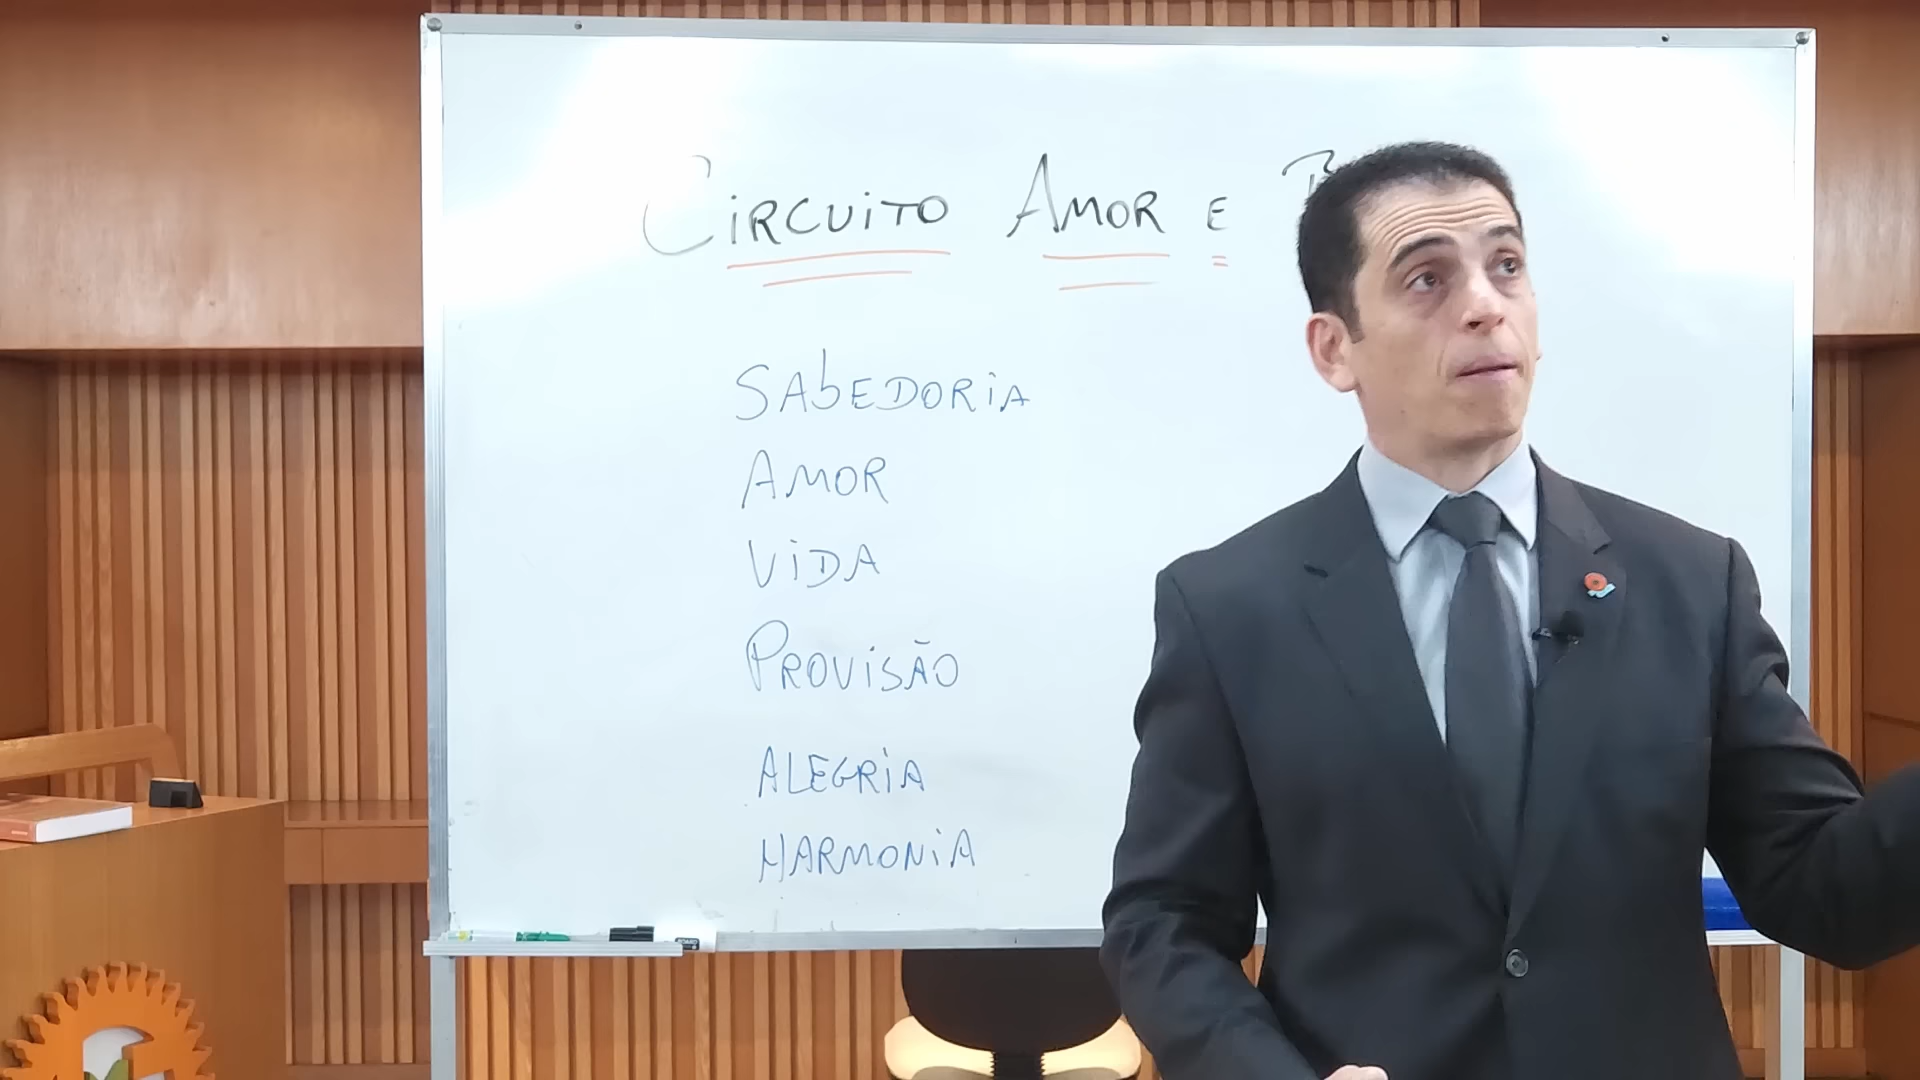 CIRCUITO AMOR E
SABEDORIA
AMOR
VIDA
PROVISÃO
ALEGRIA
HARMONIA